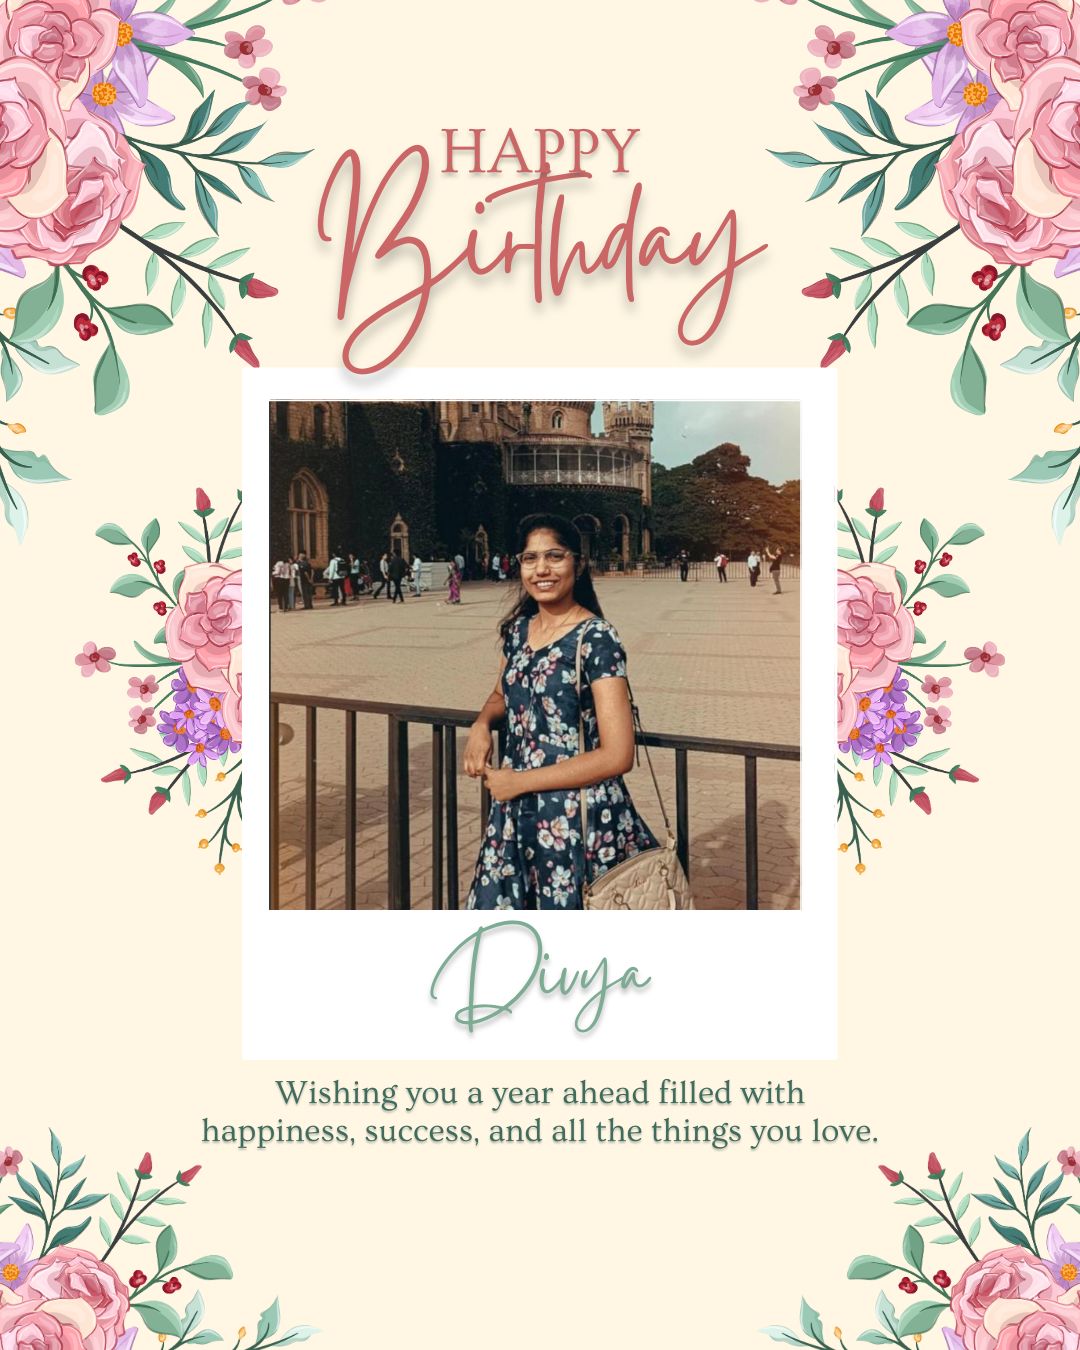 HAPPY
Birthday
Divya
Wishing you a year ahead filled with
happiness, success, and all the things you love.